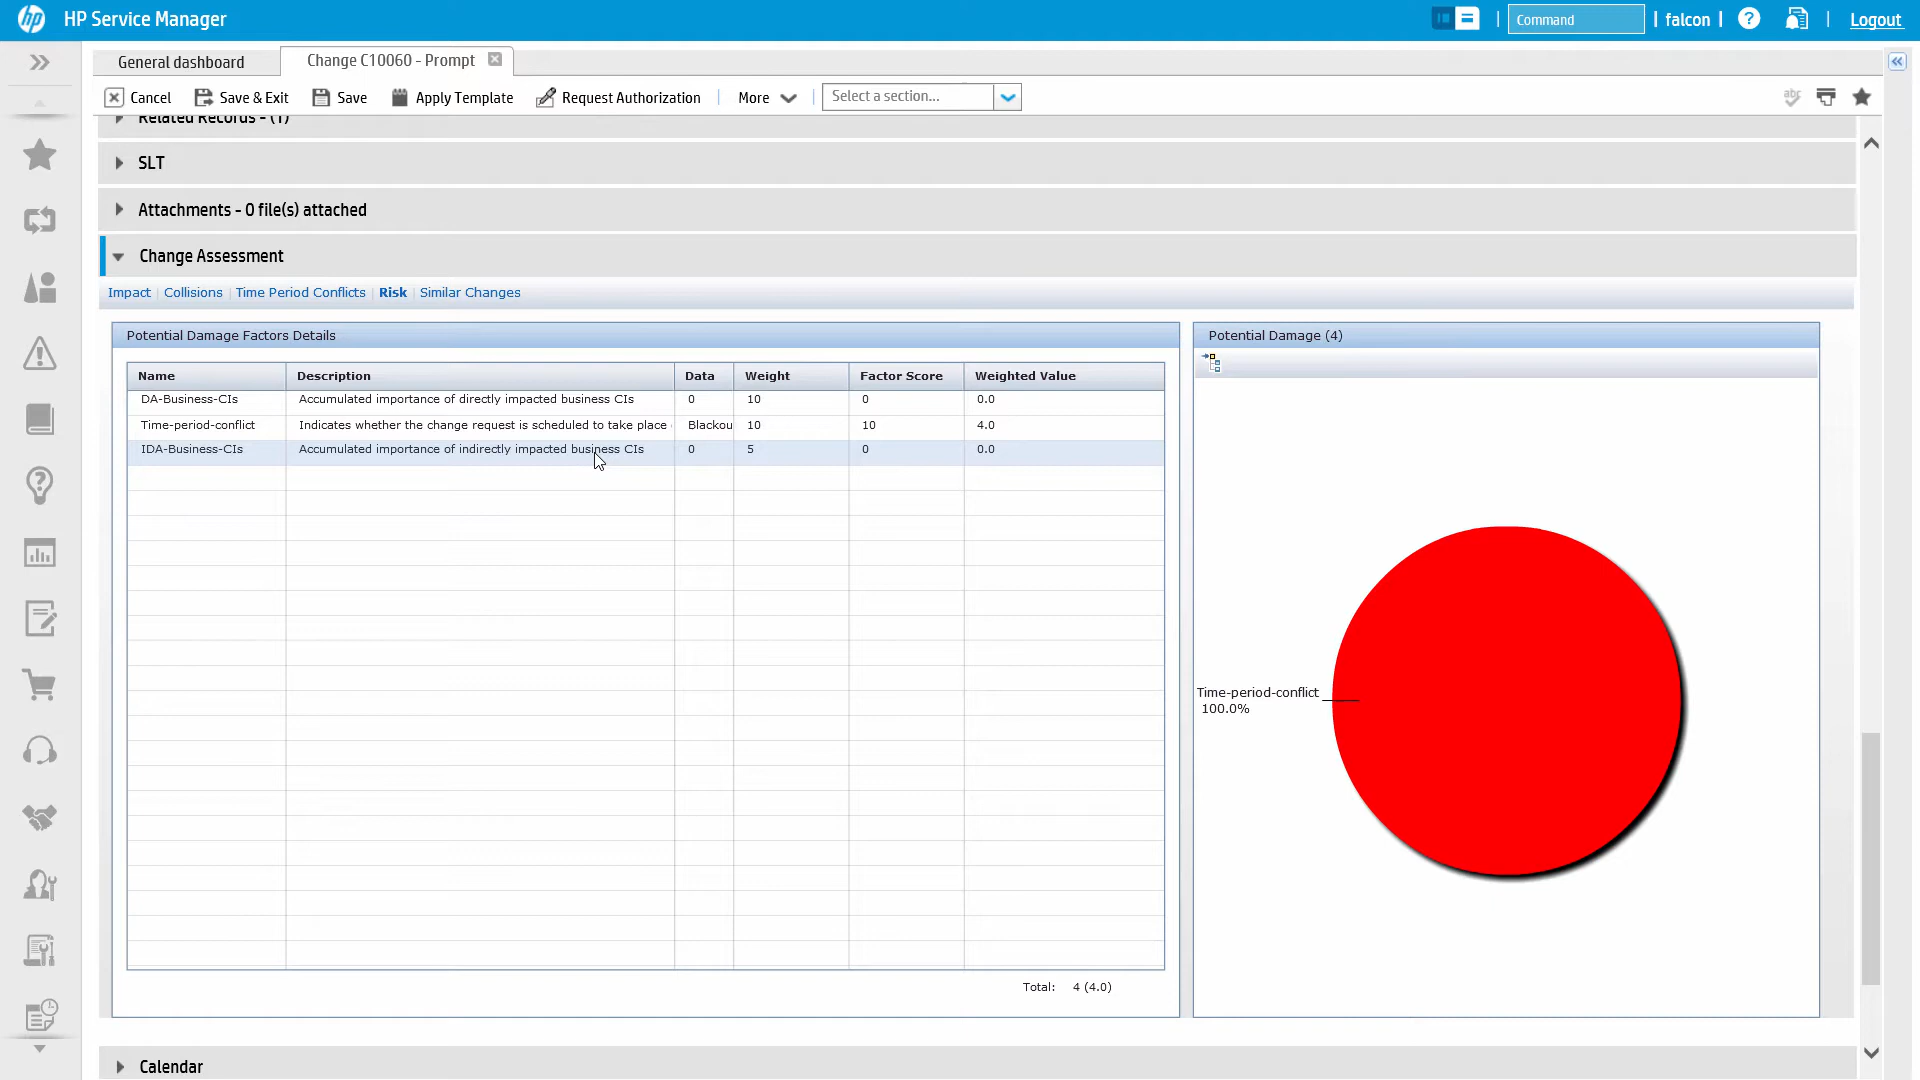 hp HP Service Manager Command falcon ? Logout
General dashboard Change C10060 - Prompt
Cancel Save & Exit Save Apply Template Request Authorization More Select a section... abc
Related Records - (1)
SLT
Attachments - 0 file(s) attached
Change Assessment
Impact Collisions Time Period Conflicts Risk Similar Changes
Potential Damage Factors Details
Name Description Data Weight Factor Score Weighted Value
DA-Business-CIs Accumulated importance of directly impacted business CIs 0 10 0 0.0
Time-period-conflict Indicates whether the change request is scheduled to take place Blackou 10 10 4.0
IDA-Business-CIs Accumulated importance of indirectly impacted business CIs 0 5 0 0.0
Total: 4 (4.0)
Potential Damage (4)
Time-period-conflict
100.0%
Calendar